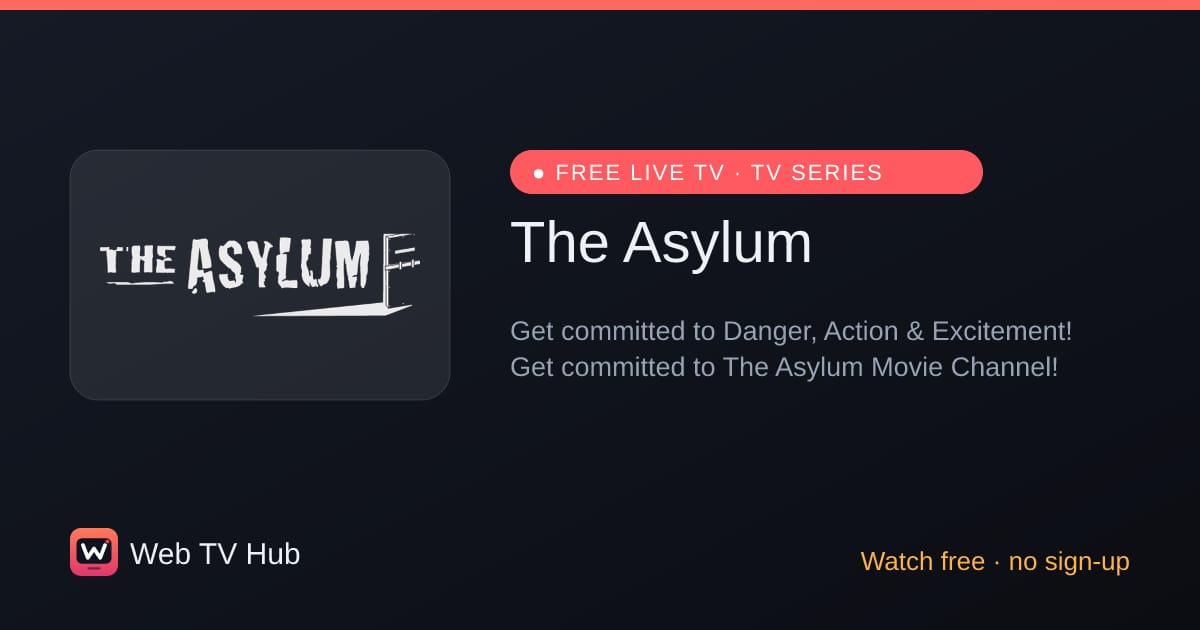 THE ASYLUM
● FREE LIVE TV · TV SERIES
The Asylum
Get committed to Danger, Action & Excitement!
Get committed to The Asylum Movie Channel!
W
Web TV Hub
Watch free · no sign-up